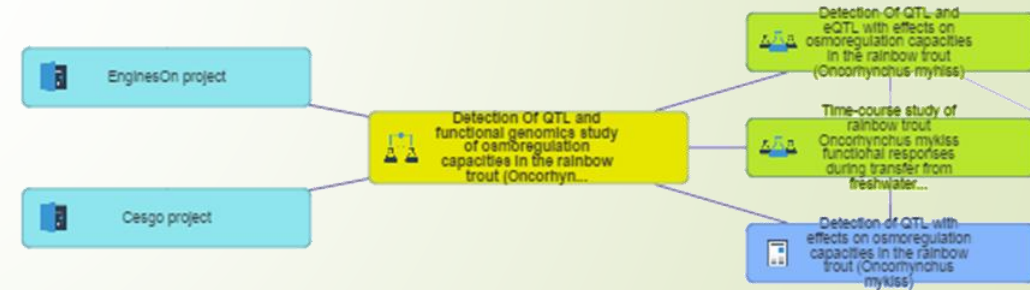 EnginesOn project
Cesgo project
Detection Of QTL and
functional genomics study
of osmoregulation
capacities in the rainbow
trout (Oncorhyn...
Detection Of QTL and
eQTL with effects on
osmoregulation capacities
in the rainbow trout
(Oncorhynchus myhiss)
Time-course study of
rainbow trout
Oncorhynchus mykiss
functional responses
during transfer from
freshwater...
Detection of QTL with
effects on osmoregulation
capacities in the rainbow
trout (Oncorhynchus
mykiss)